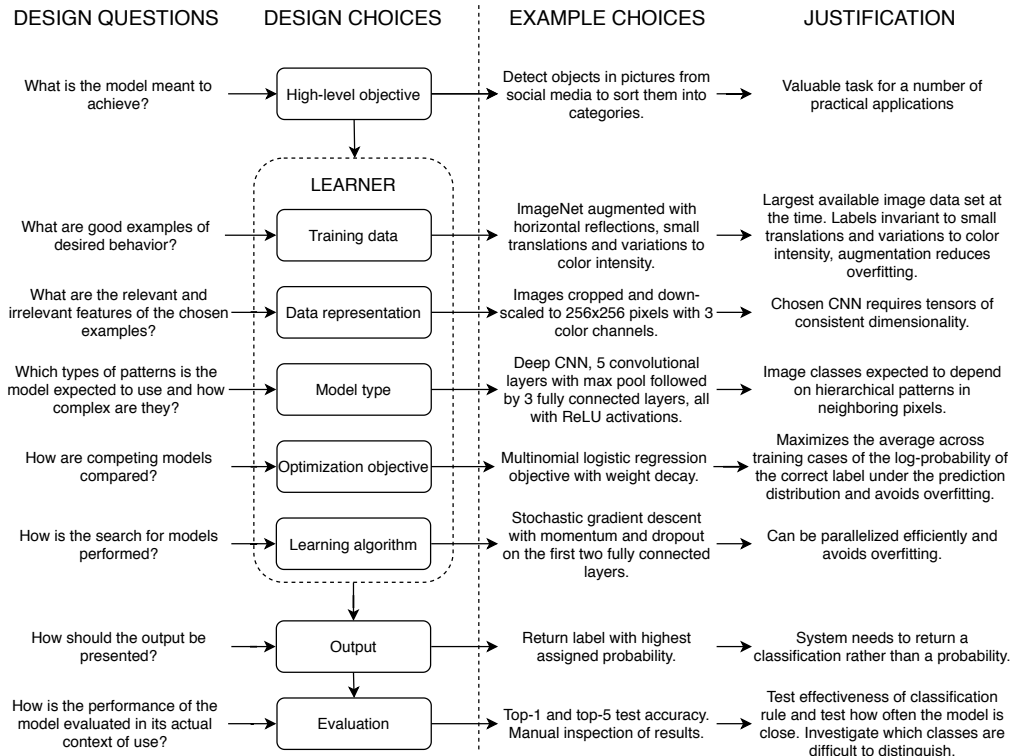 DESIGN QUESTIONS
DESIGN CHOICES
EXAMPLE CHOICES
JUSTIFICATION
What is the model meant to
achieve?
High-level objective
Detect objects in pictures from
social media to sort them into
categories.
Valuable task for a number of
practical applications
LEARNER
What are good examples of
desired behavior?
Training data
ImageNet augmented with
horizontal reflections, small
translations and variations to
color intensity.
Largest available image data set
at the time. Labels invariant to small
translations and variations to color
intensity, augmentation reduces
overfitting.
What are the relevant and
irrelevant features of the chosen
examples?
Data representation
Images cropped and down-
scaled to 256x256 pixels with 3
color channels.
Chosen CNN requires tensors of
consistent dimensionality.
Which types of patterns is the
model expected to use and how
complex are they?
Model type
Deep CNN, 5 convolutional
layers with max pool followed
by 3 fully connected layers, all
with ReLU activations.
Image classes expected to depend
on hierarchical patterns in
neighboring pixels.
How are competing models
compared?
Optimization objective
Multinomial logistic regression
objective with weight decay.
Maximizes the average across
training cases of the log-probability of
the correct label under the prediction
distribution and avoids overfitting.
How is the search for models
performed?
Learning algorithm
Stochastic gradient descent
with momentum and dropout
on the first two fully connected
layers.
Can be parallelized efficiently and
avoids overfitting.
How should the output be
presented?
Output
Return label with highest
assigned probability.
System needs to return a
classification rather than a probability.
How is the performance of the
model evaluated in its actual
context of use?
Evaluation
Top-1 and top-5 test accuracy.
Manual inspection of results.
Test effectiveness of classification
rule and test how often the model is
close. Investigate which classes are
difficult to distinguish.